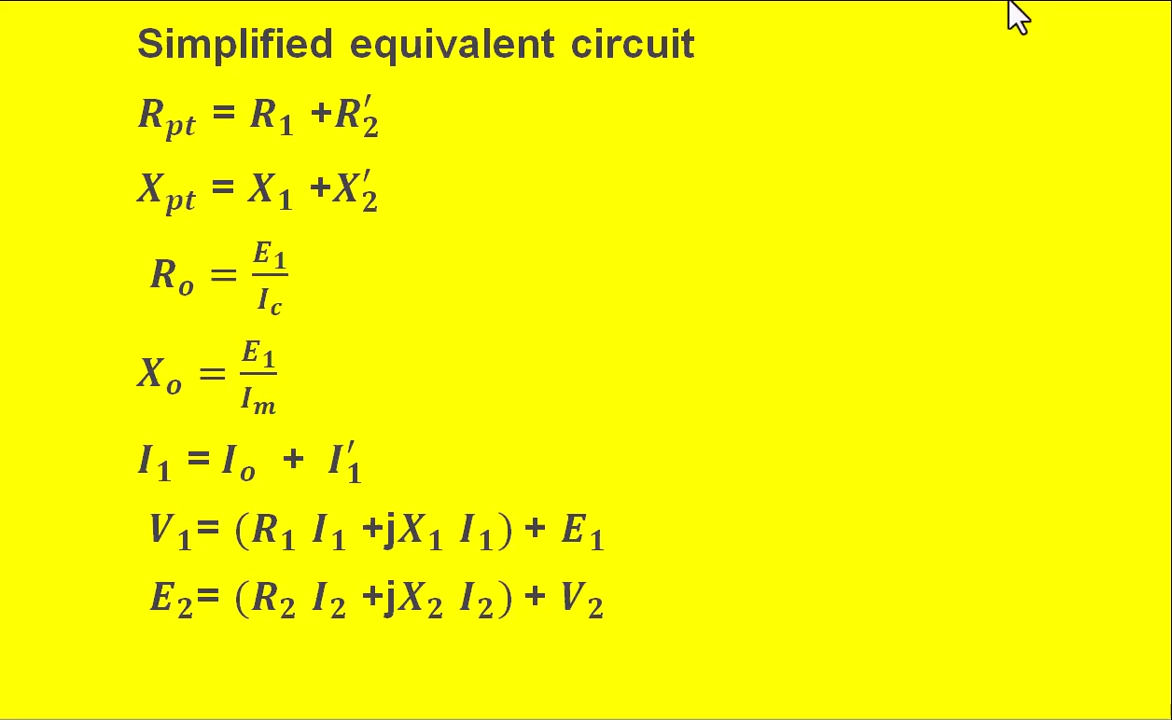 Simplified equivalent circuit
R_pt = R_1 +R'_2
X_pt = X_1 +X'_2
R_o = E_1/I_c
X_o = E_1/I_m
I_1 = I_o + I'_1
V_1= (R_1 I_1 +jX_1 I_1) + E_1
E_2= (R_2 I_2 +jX_2 I_2) + V_2